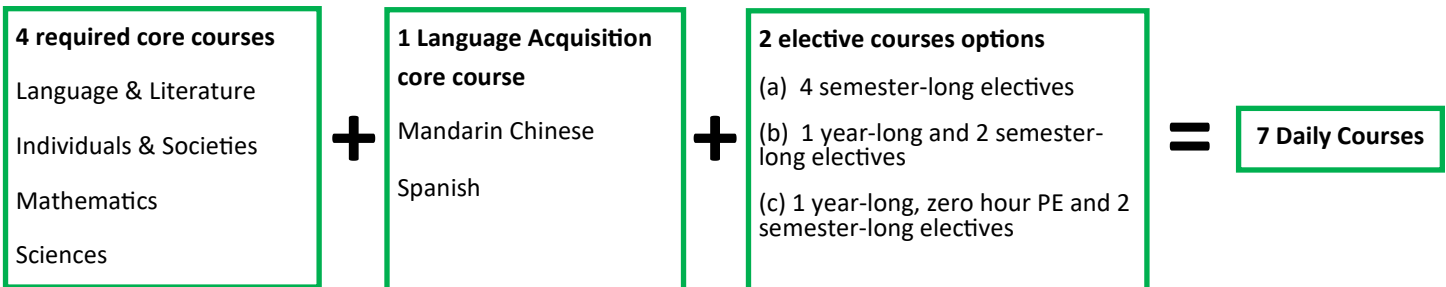 4 required core courses
Language & Literature
Individuals & Societies
Mathematics
Sciences
+
1 Language Acquisition
core course
Mandarin Chinese
Spanish
+
2 elective courses options
(a) 4 semester-long electives
(b) 1 year-long and 2 semester-
long electives
(c) 1 year-long, zero hour PE and 2
semester-long electives
=
7 Daily Courses